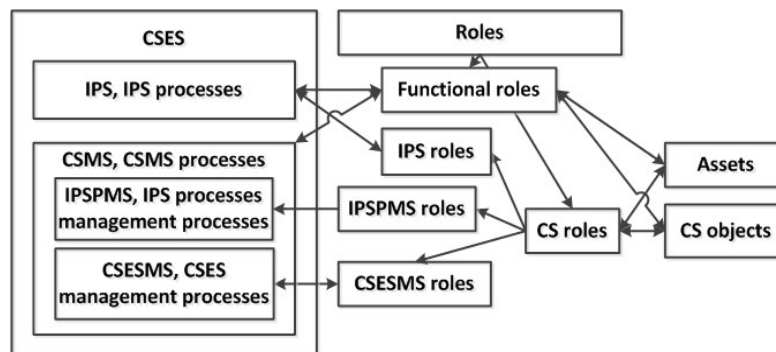 CSES
Roles
IPS, IPS processes
Functional roles
CSMS, CSMS processes
IPS roles
Assets
IPSPMS, IPS processes
management processes
IPSPMS roles
CS roles
CS objects
CSESMS, CSES
management processes
CSESMS roles